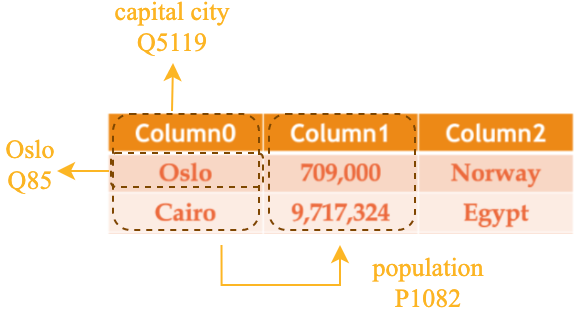 capital city
Q5119
Column0 Column1 Column2
Oslo
Q85
Oslo 709,000 Norway
Cairo 9,717,324 Egypt
population
P1082